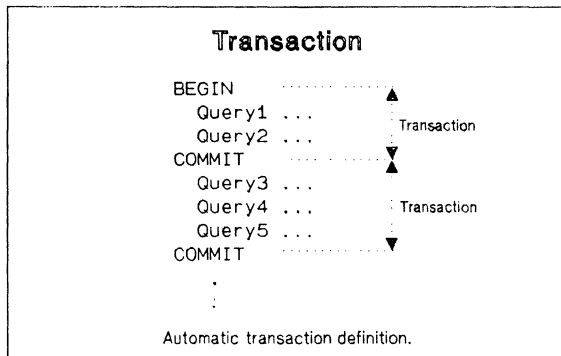 Transaction
BEGIN
Query1 ...
Query2 ...
Transaction
COMMIT
Query3 ...
Query4 ...
Transaction
Query5 ...
COMMIT
Automatic transaction definition.